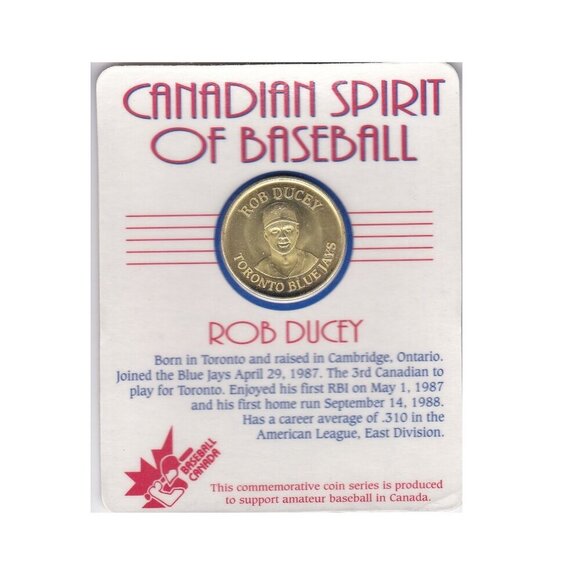 CANADIAN SPIRIT
OF BASEBALL
ROB DUCEY
TORONTO BLUE JAYS
ROB DUCEY
Born in Toronto and raised in Cambridge, Ontario.
Joined the Blue Jays April 29, 1987. The 3rd Canadian to
play for Toronto. Enjoyed his first RBI on May 1, 1987
and his first home run September 14, 1988.
Has a career average of .310 in the
American League, East Division.
BASEBALL
CANADA
This commemorative coin series is produced
to support amateur baseball in Canada.